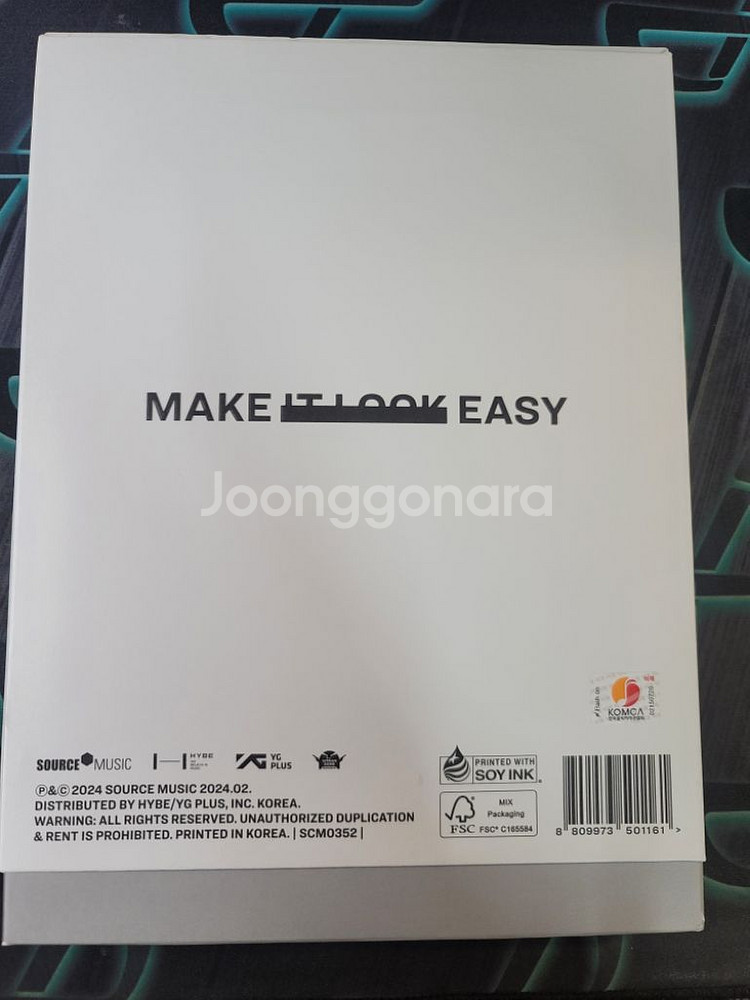 MAKE IT LOOK EASY
Joonggonara
KOMCA
SOURCE MUSIC
HYBE
YG PLUS
PRINTED WITH
SOY INK
℗&© 2024 SOURCE MUSIC 2024.02.
DISTRIBUTED BY HYBE/YG PLUS, INC. KOREA.
WARNING: ALL RIGHTS RESERVED. UNAUTHORIZED DUPLICATION
& RENT IS PROHIBITED. PRINTED IN KOREA. | SCM0352 |
FSC
MIX
Packaging
FSC® C165584
8 809973 501161 >